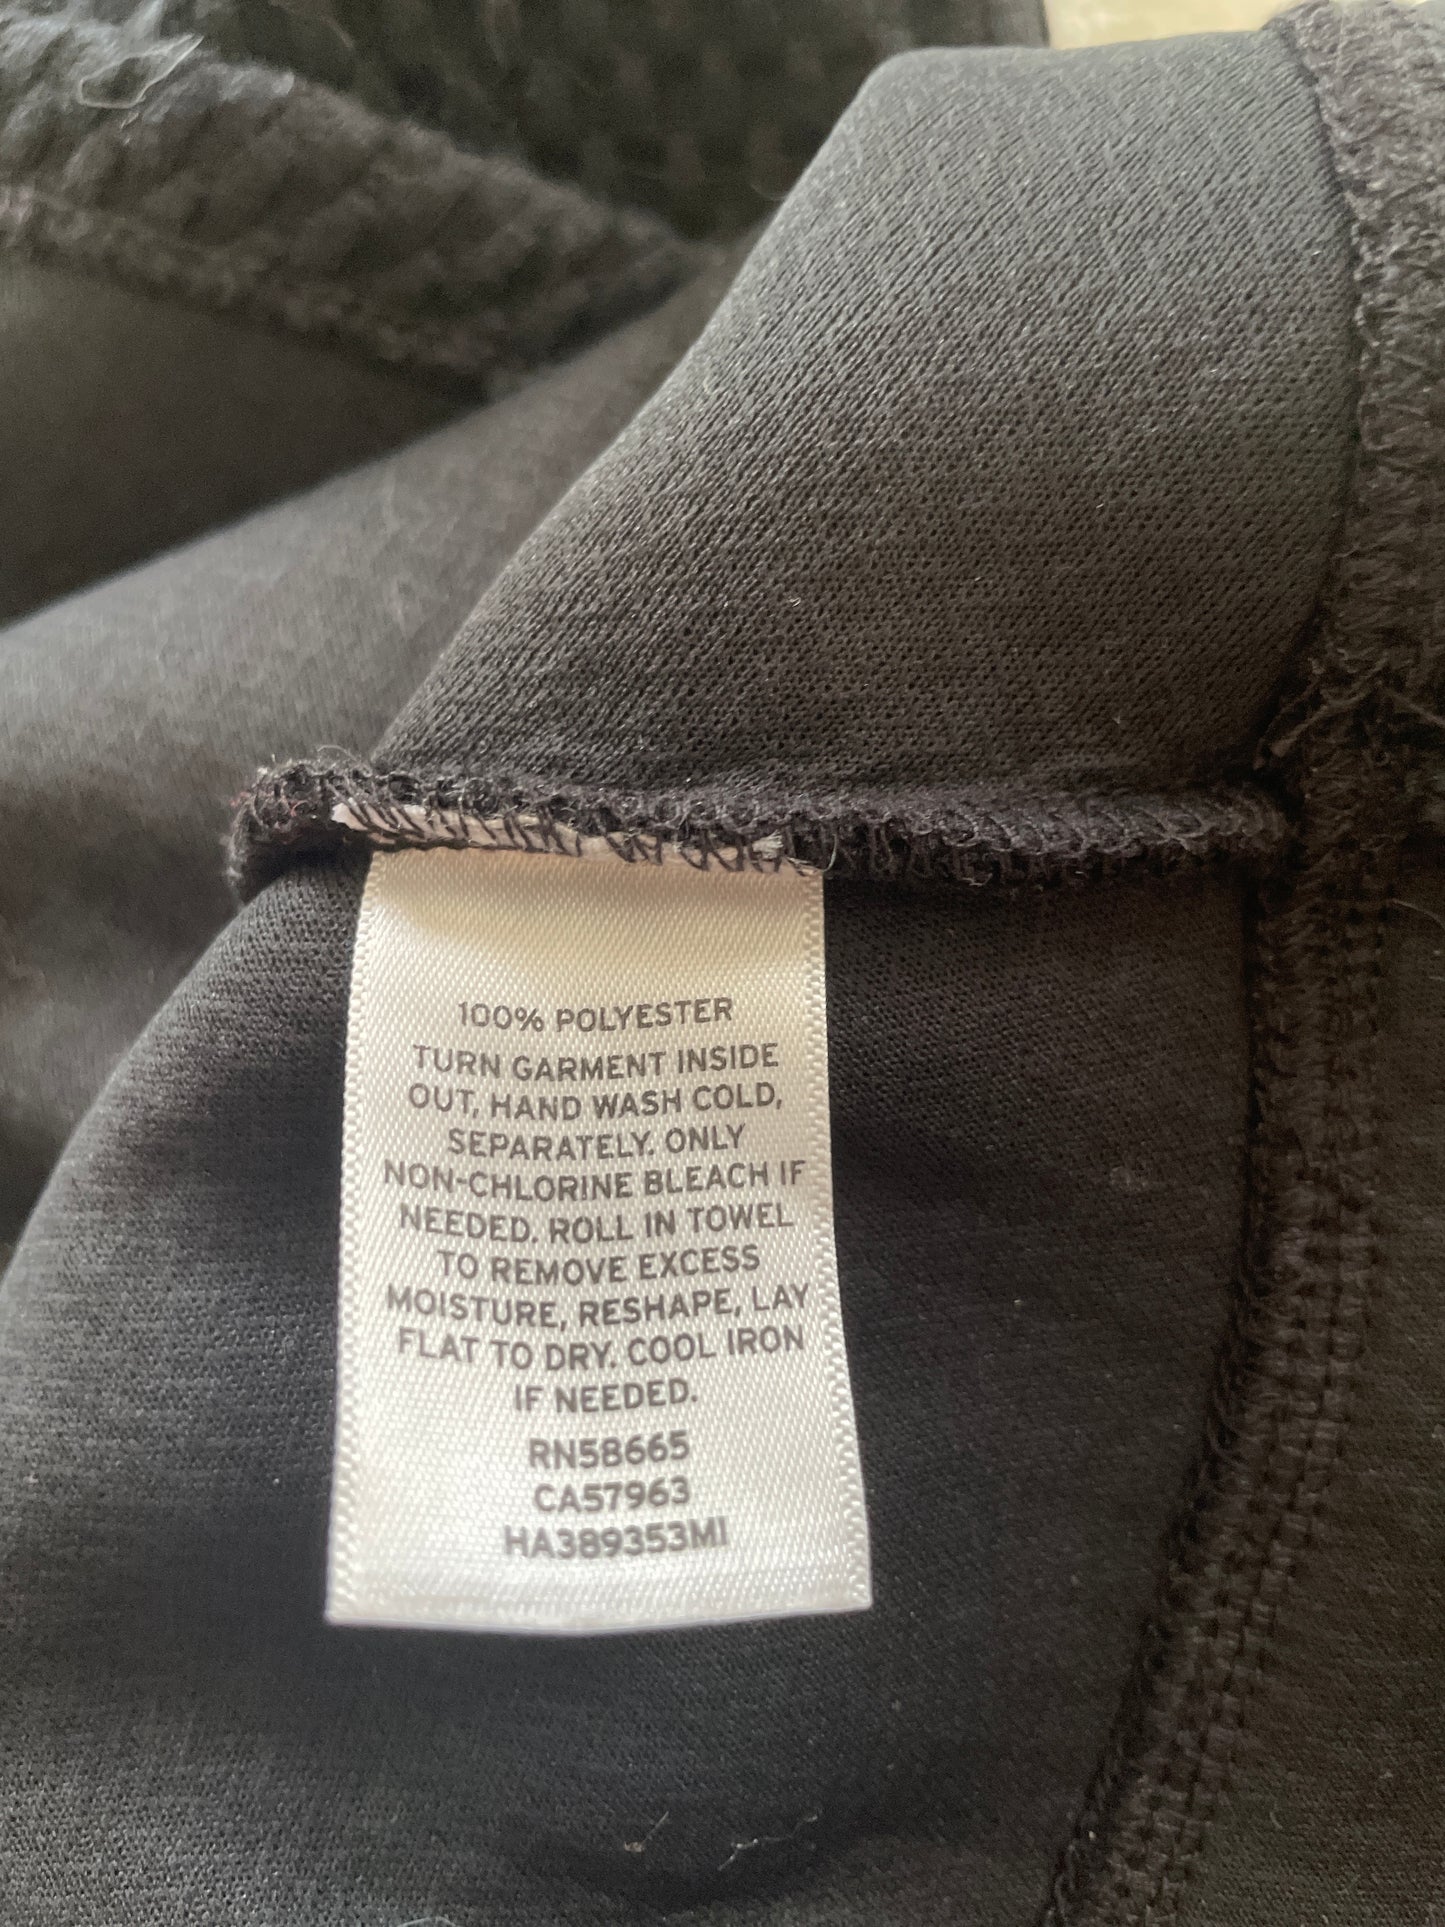 100% POLYESTER
TURN GARMENT INSIDE
OUT, HAND WASH COLD,
SEPARATELY. ONLY
NON-CHLORINE BLEACH IF
NEEDED. ROLL IN TOWEL
TO REMOVE EXCESS
MOISTURE, RESHAPE, LAY
FLAT TO DRY. COOL IRON
IF NEEDED.
RN58665
CA57963
HA389353MI